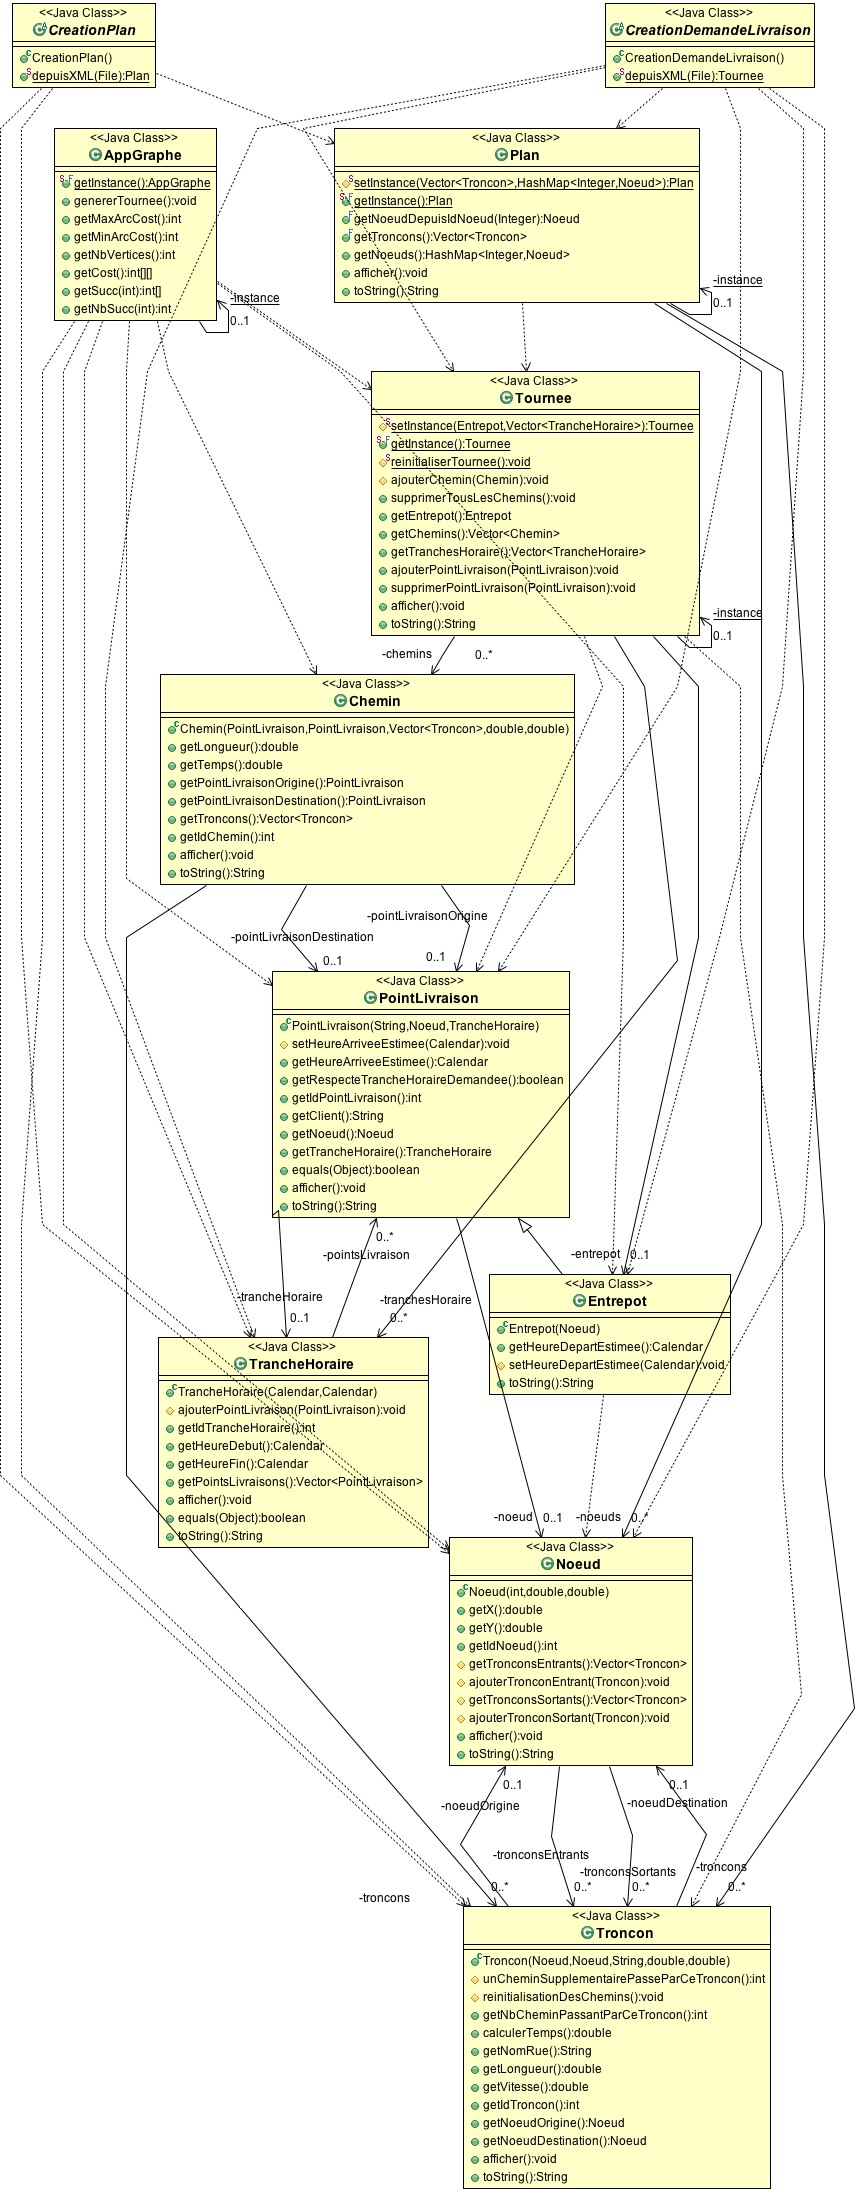 <<Java Class>>
CreationPlan
CreationPlan()
depuisXML(File):Plan
<<Java Class>>
CreationDemandeLivraison
CreationDemandeLivraison()
depuisXML(File):Tournee
<<Java Class>>
AppGraphe
getInstance():AppGraphe
genererTournee():void
getMaxArcCost():int
getMinArcCost():int
getNbVertices():int
getCost():int[][]
getSucc(int):int[]
getNbSucc(int):int
-instance
0..1
<<Java Class>>
Plan
setInstance(Vector<Troncon>,HashMap<Integer,Noeud>):Plan
getInstance():Plan
getNoeudDepuisIdNoeud(Integer):Noeud
getTroncons():Vector<Troncon>
getNoeuds():HashMap<Integer,Noeud>
afficher():void
toString():String
-instance
0..1
<<Java Class>>
Tournee
setInstance(Entrepot,Vector<TrancheHoraire>):Tournee
getInstance():Tournee
reinitialiserTournee():void
ajouterChemin(Chemin):void
supprimerTousLesChemins():void
getEntrepot():Entrepot
getChemins():Vector<Chemin>
getTranchesHoraire():Vector<TrancheHoraire>
ajouterPointLivraison(PointLivraison):void
supprimerPointLivraison(PointLivraison):void
afficher():void
toString():String
-instance
0..1
-chemins
0..*
<<Java Class>>
Chemin
Chemin(PointLivraison,PointLivraison,Vector<Troncon>,double,double)
getLongueur():double
getTemps():double
getPointLivraisonOrigine():PointLivraison
getPointLivraisonDestination():PointLivraison
getTroncons():Vector<Troncon>
getIdChemin():int
afficher():void
toString():String
-pointLivraisonOrigine
-pointLivraisonDestination
0..1
0..1
<<Java Class>>
PointLivraison
PointLivraison(String,Noeud,TrancheHoraire)
setHeureArriveeEstimee(Calendar):void
getHeureArriveeEstimee():Calendar
getRespecteTrancheHoraireDemandee():boolean
getIdPointLivraison():int
getClient():String
getNoeud():Noeud
getTrancheHoraire():TrancheHoraire
equals(Object):boolean
afficher():void
toString():String
0..*
-pointsLivraison
-entrepot
0..1
-trancheHoraire
0..1
-tranchesHoraire
0..*
<<Java Class>>
Entrepot
Entrepot(Noeud)
getHeureDepartEstimee():Calendar
setHeureDepartEstimee(Calendar):void
toString():String
<<Java Class>>
TrancheHoraire
TrancheHoraire(Calendar,Calendar)
ajouterPointLivraison(PointLivraison):void
getIdTrancheHoraire():int
getHeureDebut():Calendar
getHeureFin():Calendar
getPointsLivraisons():Vector<PointLivraison>
afficher():void
equals(Object):boolean
toString():String
-noeud
0..1
-noeuds
0..*
<<Java Class>>
Noeud
Noeud(int,double,double)
getX():double
getY():double
getIdNoeud():int
getTronconsEntrants():Vector<Troncon>
ajouterTronconEntrant(Troncon):void
getTronconsSortants():Vector<Troncon>
ajouterTronconSortant(Troncon):void
afficher():void
toString():String
0..1
0..1
-noeudOrigine
-noeudDestination
-tronconsEntrants
-tronconsSortants
-troncons
0..*
0..*
0..*
0..*
-troncons
<<Java Class>>
Troncon
Troncon(Noeud,Noeud,String,double,double)
unCheminSupplementairePasseParCeTroncon():int
reinitialisationDesChemins():void
getNbCheminPassantParCeTroncon():int
calculerTemps():double
getNomRue():String
getLongueur():double
getVitesse():double
getIdTroncon():int
getNoeudOrigine():Noeud
getNoeudDestination():Noeud
afficher():void
toString():String